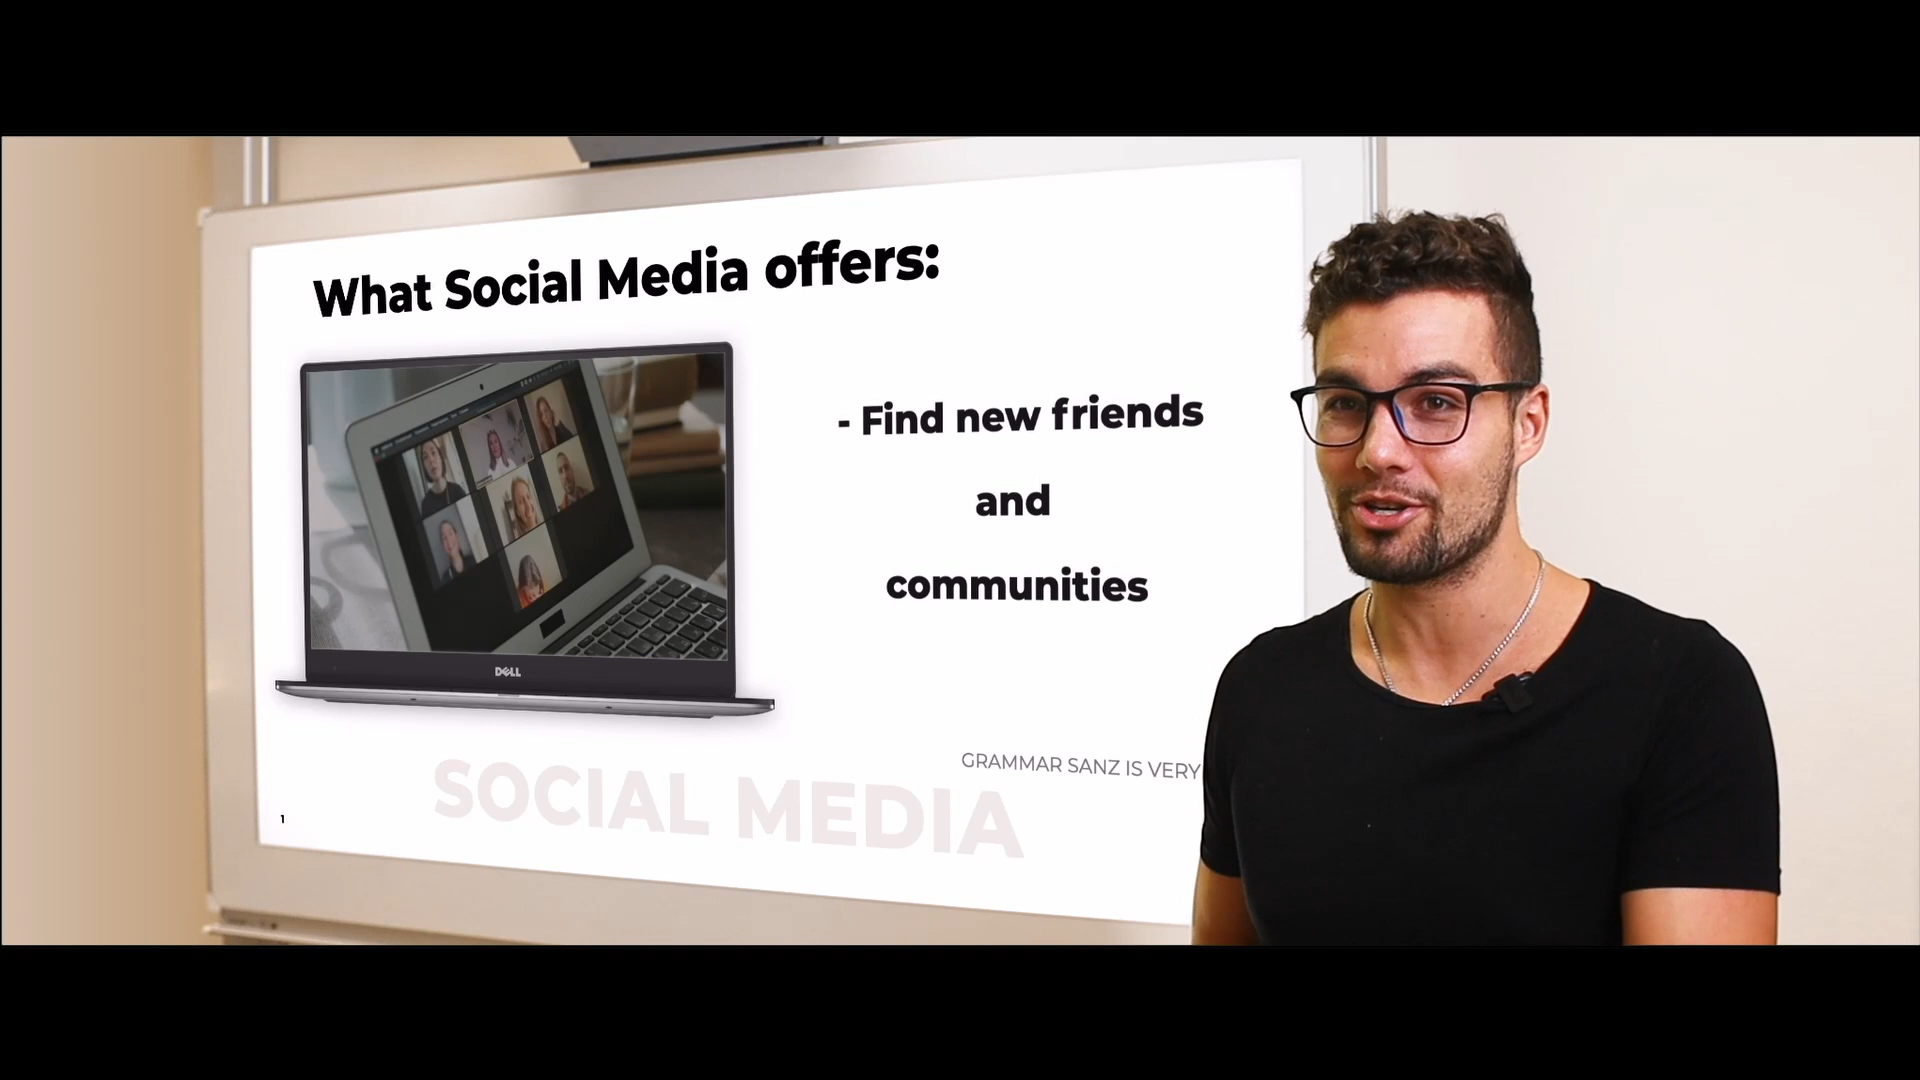 What Social Media offers:
- Find new friends
and
communities
DELL
GRAMMAR SANZ IS VERY
SOCIAL MEDIA
1